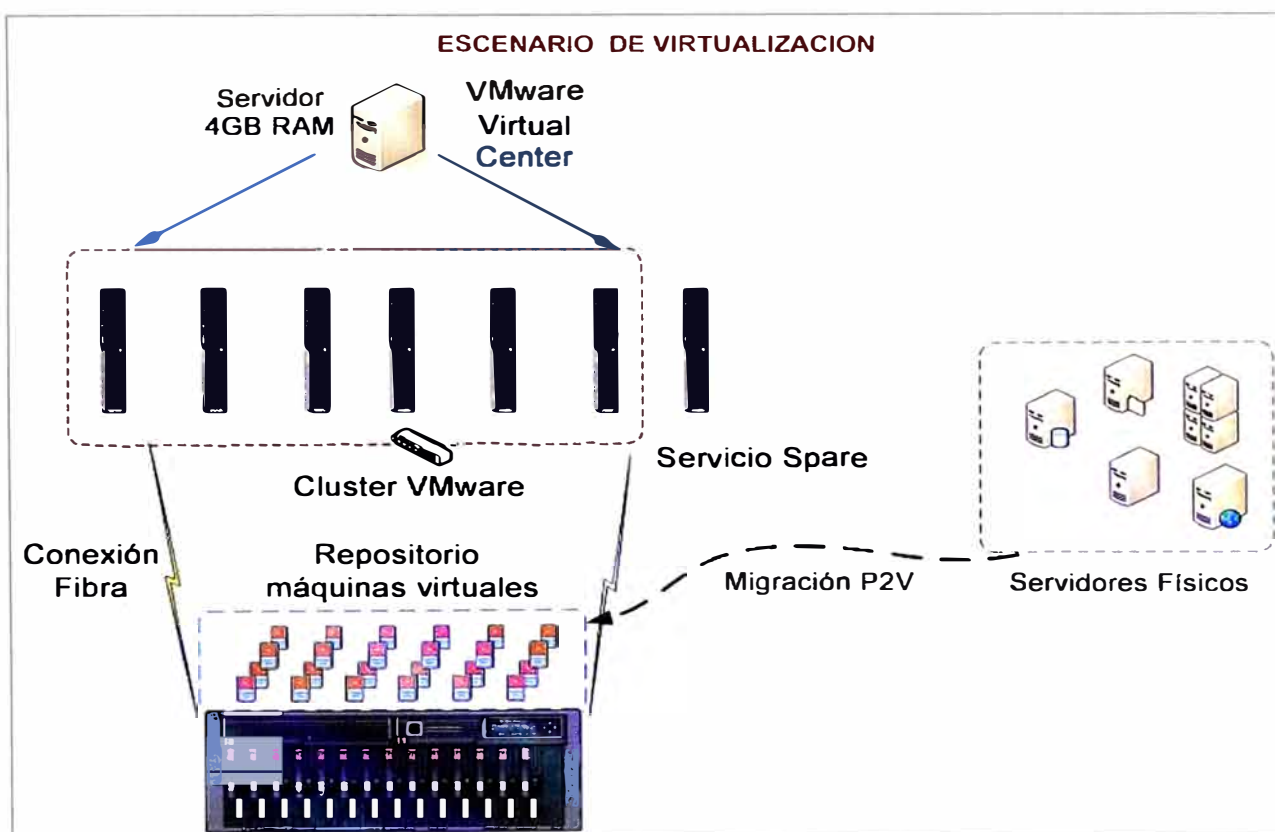 ESCENARIO DE VIRTUALIZACION
Servidor
4GB RAM
VMware
Virtual
Center
Servicio Spare
Cluster VMware
Conexión
Fibra
Repositorio
máquinas virtuales
Migración P2V
Servidores Físicos